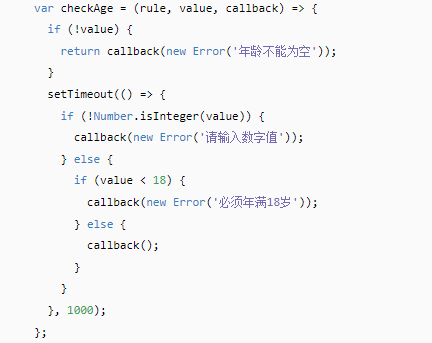 var checkAge = (rule, value, callback) => {
  if (!value) {
    return callback(new Error('年龄不能为空'));
  }
  setTimeout(() => {
    if (!Number.isInteger(value)) {
      callback(new Error('请输入数字值'));
    } else {
      if (value < 18) {
        callback(new Error('必须年满18岁'));
      } else {
        callback();
      }
    }
  }, 1000);
};